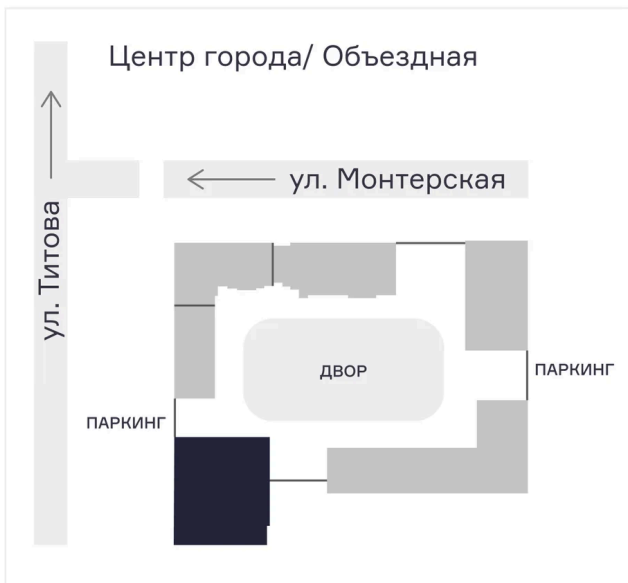 Центр города/ Объездная
ул. Монтерская
ул. Титова
ДВОР
ПАРКИНГ
ПАРКИНГ